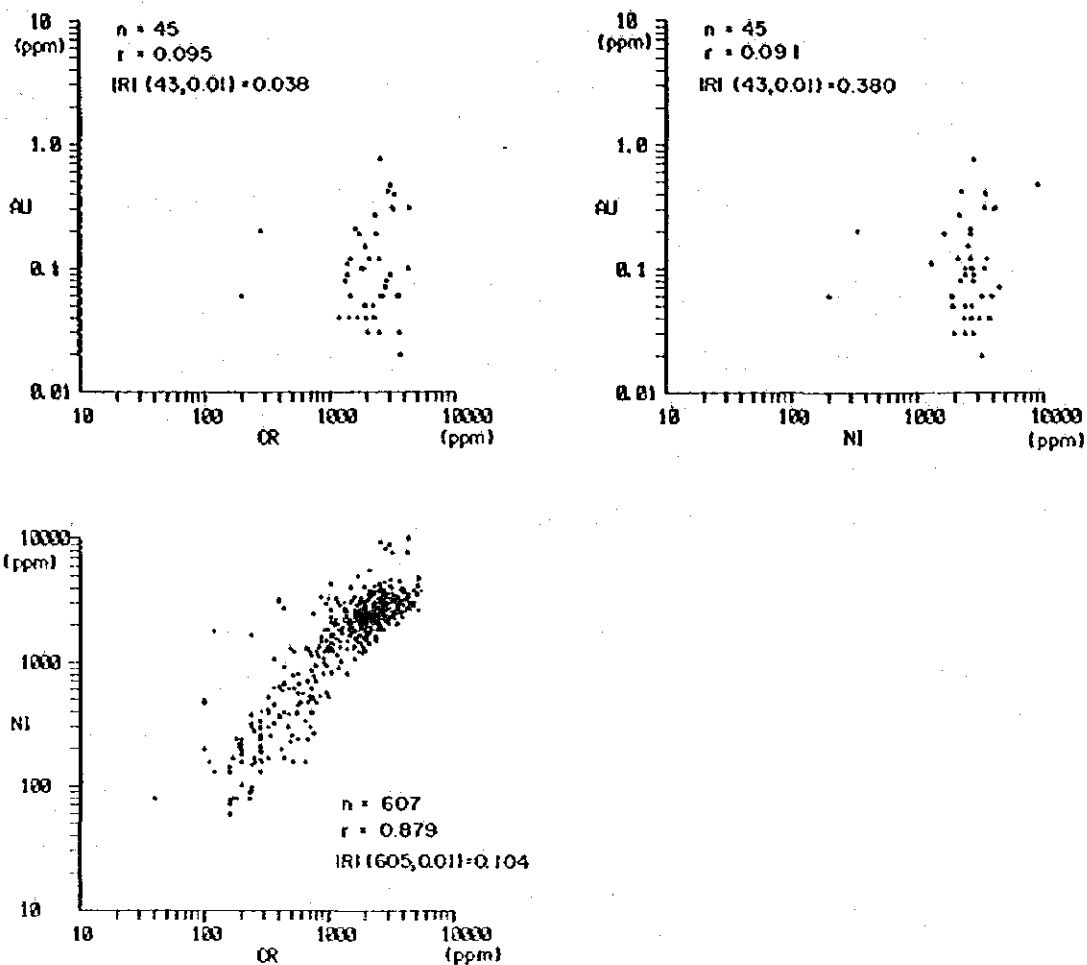 10
(ppm)
n = 45
r = 0.095
|R| (43,0.01)=0.038
1.0
AU
0.1
0.01
10
100
1000
10000
CR
(ppm)
10
(ppm)
n = 45
r = 0.091
|R| (43,0.01)=0.380
1.0
AU
0.1
0.01
10
100
1000
10000
NI
(ppm)
10000
(ppm)
1000
NI
100
n = 607
r = 0.879
|R| (605,0.01)=0.104
10
10
100
1000
10000
CR
(ppm)